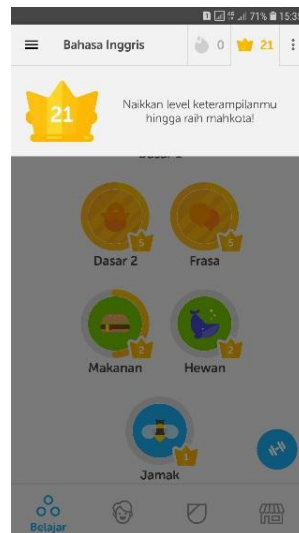 71% 15:35
Bahasa Inggris 0 21
21
Naikkan level keterampilanmu
hingga raih mahkota!
5 5
Dasar 2 Frasa
2 2
Makanan Hewan
1
Jamak
Belajar